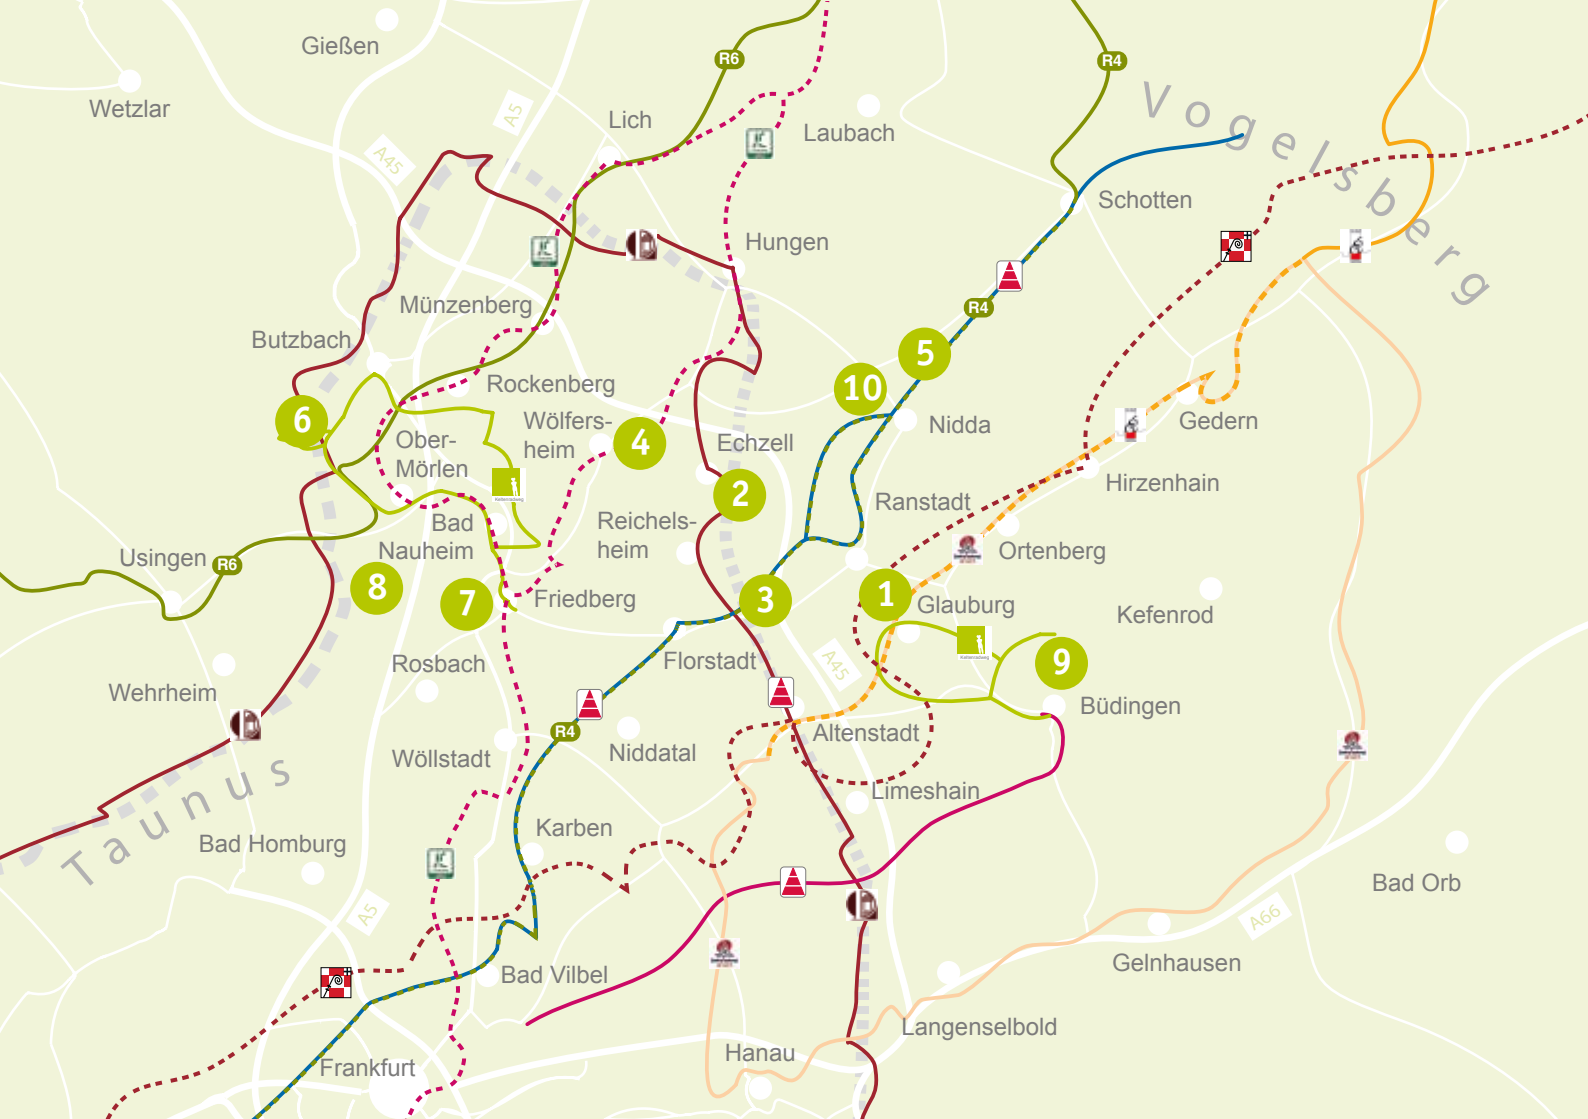 Gießen
R6
R4
Vogelsberg
Wetzlar
A5
Lich
Laubach
A45
Schotten
Hungen
Münzenberg
R4
Butzbach
5
Rockenberg
10
6
Wölfers-
heim
4
Echzell
Nidda
Gedern
Ober-
Mörlen
2
Hirzenhain
Ranstadt
Bad
Nauheim
Reichels-
heim
Usingen
R6
Ortenberg
8
7
Friedberg
3
1
Glauburg
Kefenrod
Rosbach
Florstadt
A45
9
Wehrheim
Büdingen
R4
Wöllstadt
Niddatal
Altenstadt
Taunus
Limeshain
Karben
Bad Homburg
Bad Orb
A5
A66
Bad Vilbel
Gelnhausen
Langenselbold
Hanau
Frankfurt